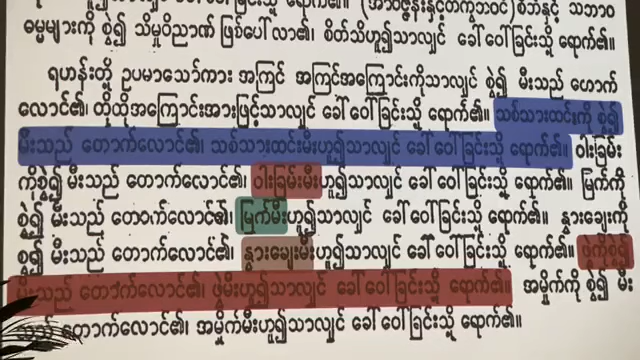 ဓမ္မများကို စွဲ၍ သိမှုဝိညာဏ် ဖြစ်ပေါ်လာ၏၊ စိတ်သိဟူ၍သာလျှင် ခေါ်ဝေါ်ခြင်းသို့ ရောက်၏။
ရဟန်းတို့ ဥပမာသော်ကား အကြင် အကြင်အကြောင်းကိုသာလျှင် စွဲ၍ မီးသည် တောက်
လောင်၏၊ ထိုထိုအကြောင်းအားဖြင့်သာလျှင် ခေါ်ဝေါ်ခြင်းသို့ ရောက်၏။ သစ်သားထင်းကို စွဲ၍
မီးသည် တောက်လောင်၏၊ သစ်သားထင်းမီးဟူ၍သာလျှင် ခေါ်ဝေါ်ခြင်းသို့ ရောက်၏။ ဝါးခြမ်း
ကိုစွဲ၍ မီးသည် တောက်လောင်၏၊ ဝါးခြမ်းမီးဟူ၍သာလျှင် ခေါ်ဝေါ်ခြင်းသို့ ရောက်၏။ မြက်ကို
စွဲ၍ မီးသည် တောက်လောင်၏၊ မြက်မီးဟူ၍သာလျှင် ခေါ်ဝေါ်ခြင်းသို့ ရောက်၏။ နွားချေးကို
စွဲ၍ မီးသည် တောက်လောင်၏၊ နွားချေးမီးဟူ၍သာလျှင် ခေါ်ဝေါ်ခြင်းသို့ ရောက်၏။ ဖွဲကိုစွဲ၍
မီးသည် တောက်လောင်၏၊ ဖွဲမီးဟူ၍သာလျှင် ခေါ်ဝေါ်ခြင်းသို့ ရောက်၏။ အမှိုက်ကို စွဲ၍ မီး
သည် တောက်လောင်၏၊ အမှိုက်မီးဟူ၍သာလျှင် ခေါ်ဝေါ်ခြင်းသို့ ရောက်၏။